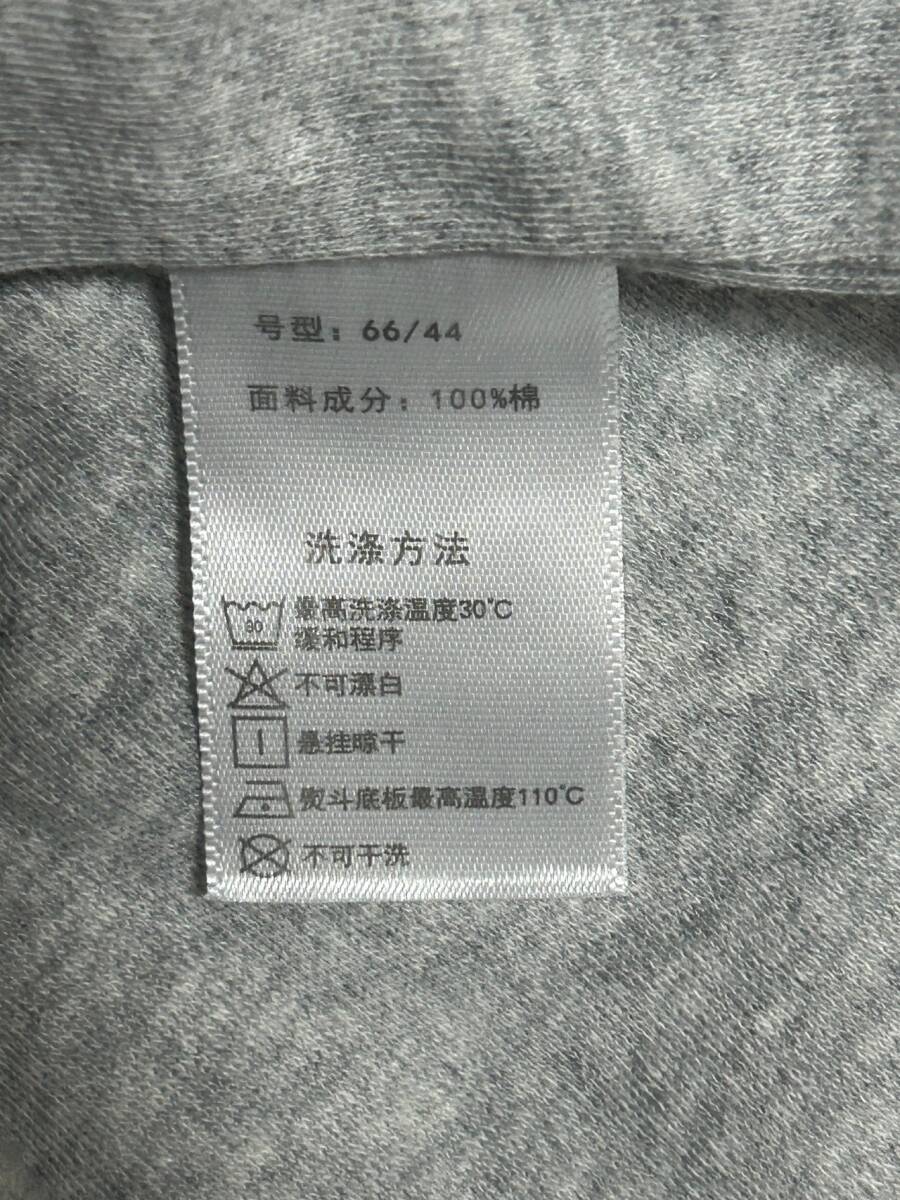 号型：66/44
面料成分：100%棉
洗涤方法
30
最高洗涤温度30℃
缓和程序
不可漂白
悬挂晾干
熨斗底板最高温度110℃
不可干洗